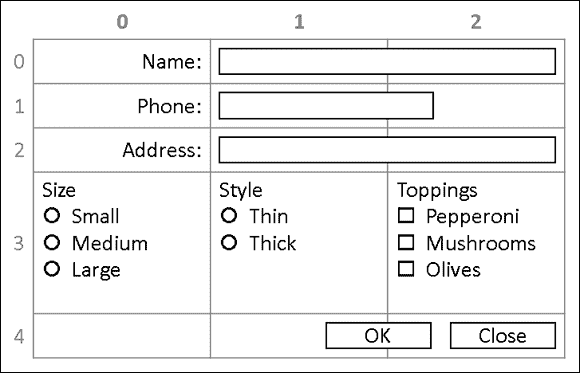 0 1 2
0 Name:
1 Phone:
2 Address:
Size Style Toppings
Small Thin Pepperoni
3 Medium Thick Mushrooms
Large Olives
4 OK Close